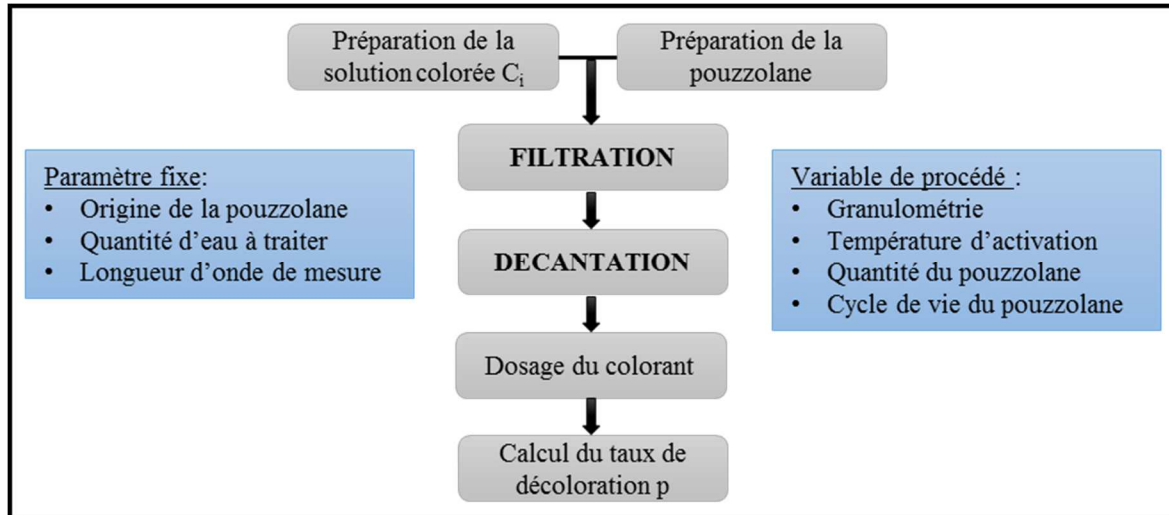 Préparation de la
solution colorée Ci
Préparation de la
pouzzolane
FILTRATION
Paramètre fixe:
• Origine de la pouzzolane
• Quantité d'eau à traiter
• Longueur d'onde de mesure
Variable de procédé :
• Granulométrie
• Température d'activation
• Quantité du pouzzolane
• Cycle de vie du pouzzolane
DECANTATION
Dosage du colorant
Calcul du taux de
décoloration p